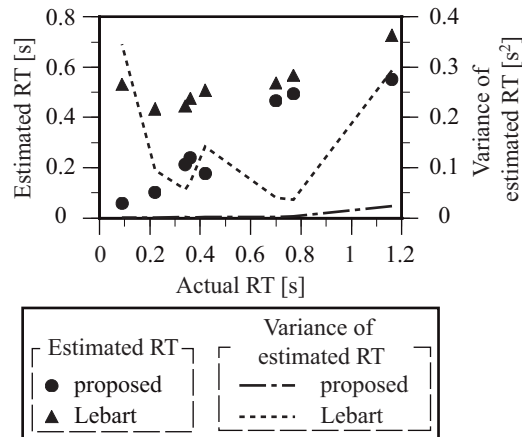 0.8
0.6
0.4
0.2
0
Estimated RT [s]
0.4
0.3
0.2
0.1
0
Variance of
estimated RT [s²]
0
0.2
0.4
0.6
0.8
1
1.2
Actual RT [s]
Estimated RT
proposed
Lebart
Variance of
estimated RT
proposed
Lebart